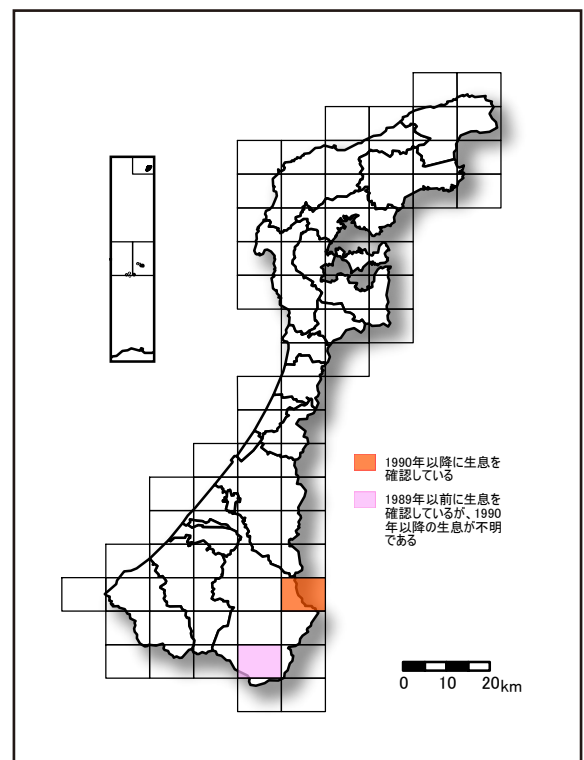 1990年以降に生息を
確認している
1989年以前に生息を
確認しているが、1990
年以降の生息が不明
である
0 10 20km